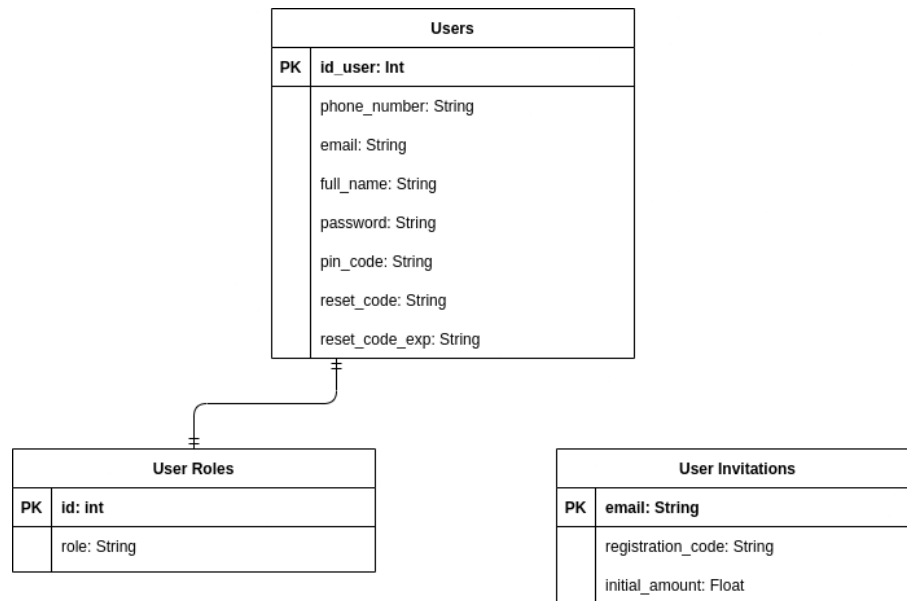 Users
PK id_user: Int
phone_number: String
email: String
full_name: String
password: String
pin_code: String
reset_code: String
reset_code_exp: String
User Roles
PK id: int
role: String
User Invitations
PK email: String
registration_code: String
initial_amount: Float